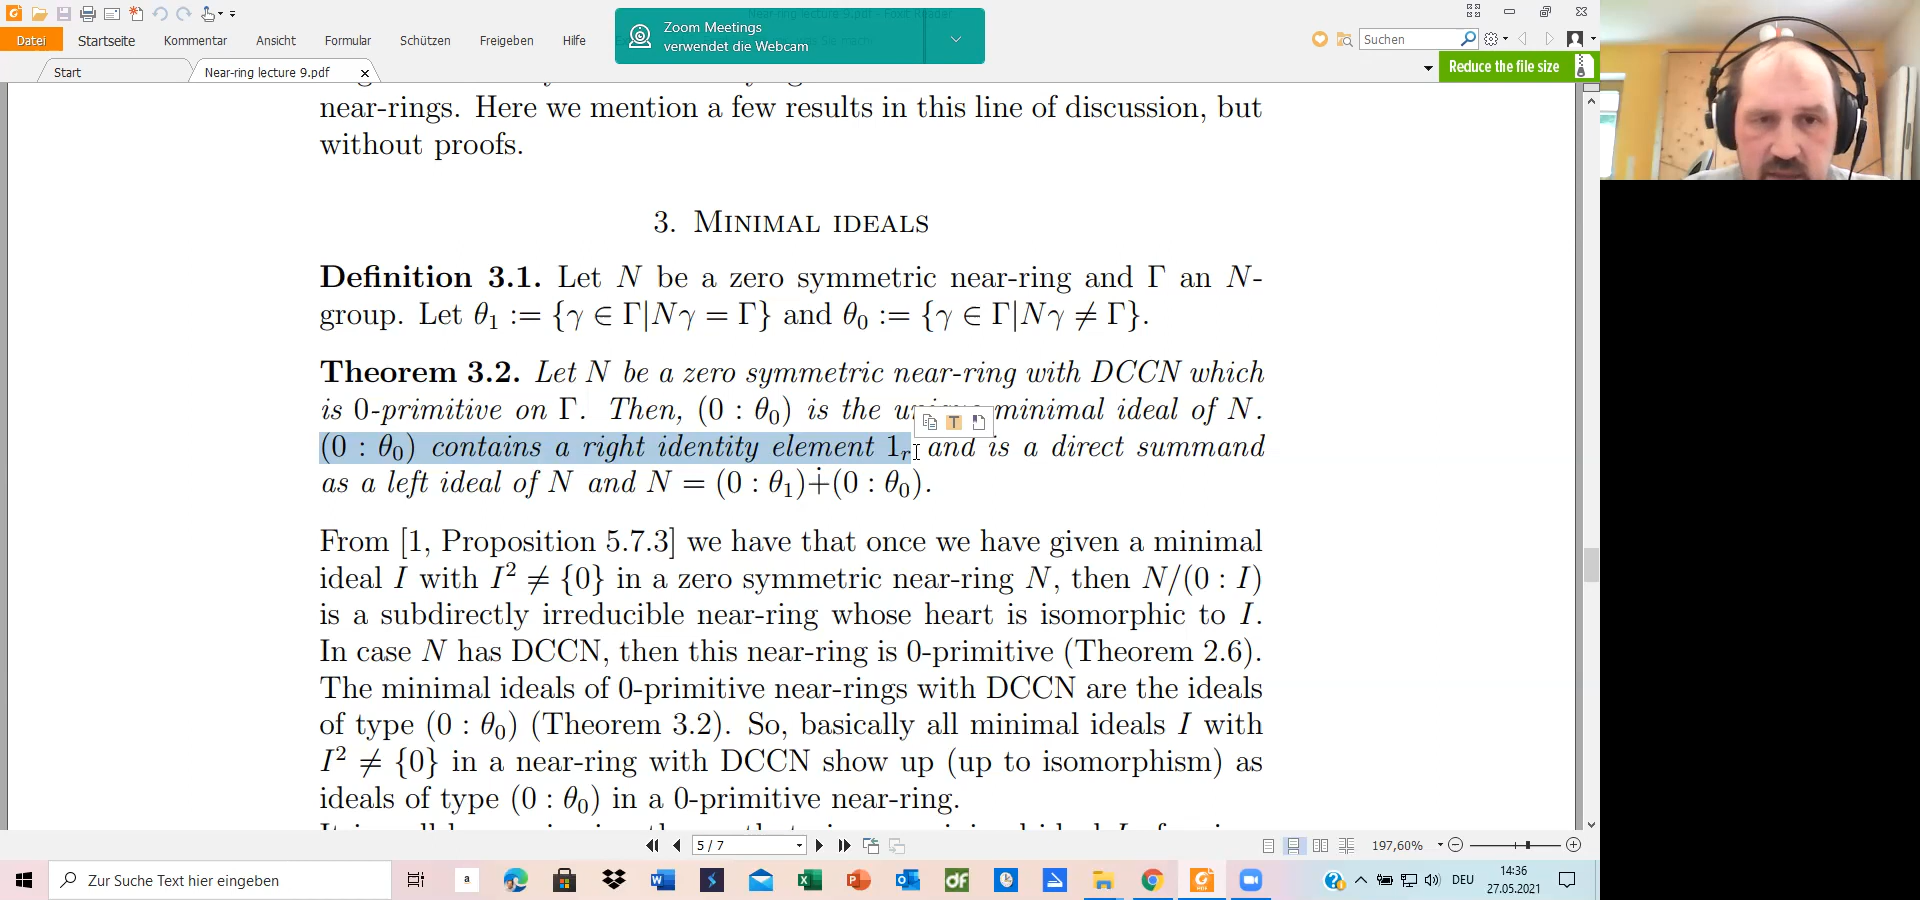 Zoom Meetings
verwendet die Webcam
Datei Startseite Kommentar Ansicht Formular Schützen Freigeben Hilfe
Suchen
Start
Near-ring lecture 9.pdf
Reduce the file size
near-rings. Here we mention a few results in this line of discussion, but
without proofs.
3. Minimal ideals
Definition 3.1. Let N be a zero symmetric near-ring and Γ an N-
group. Let θ₁ := {γ ∈ Γ|Nγ = Γ} and θ₀ := {γ ∈ Γ|Nγ ≠ Γ}.
Theorem 3.2. Let N be a zero symmetric near-ring with DCCN which
is 0-primitive on Γ. Then, (0 : θ₀) is the minimal ideal of N.
(0 : θ₀) contains a right identity element 1ᵣ and is a direct summand
as a left ideal of N and N = (0 : θ₁)∔(0 : θ₀).
From [1, Proposition 5.7.3] we have that once we have given a minimal
ideal I with I² ≠ {0} in a zero symmetric near-ring N, then N/(0 : I)
is a subdirectly irreducible near-ring whose heart is isomorphic to I.
In case N has DCCN, then this near-ring is 0-primitive (Theorem 2.6).
The minimal ideals of 0-primitive near-rings with DCCN are the ideals
of type (0 : θ₀) (Theorem 3.2). So, basically all minimal ideals I with
I² ≠ {0} in a near-ring with DCCN show up (up to isomorphism) as
ideals of type (0 : θ₀) in a 0-primitive near-ring.
5 / 7
197,60%
Zur Suche Text hier eingeben
DEU
14:36
27.05.2021